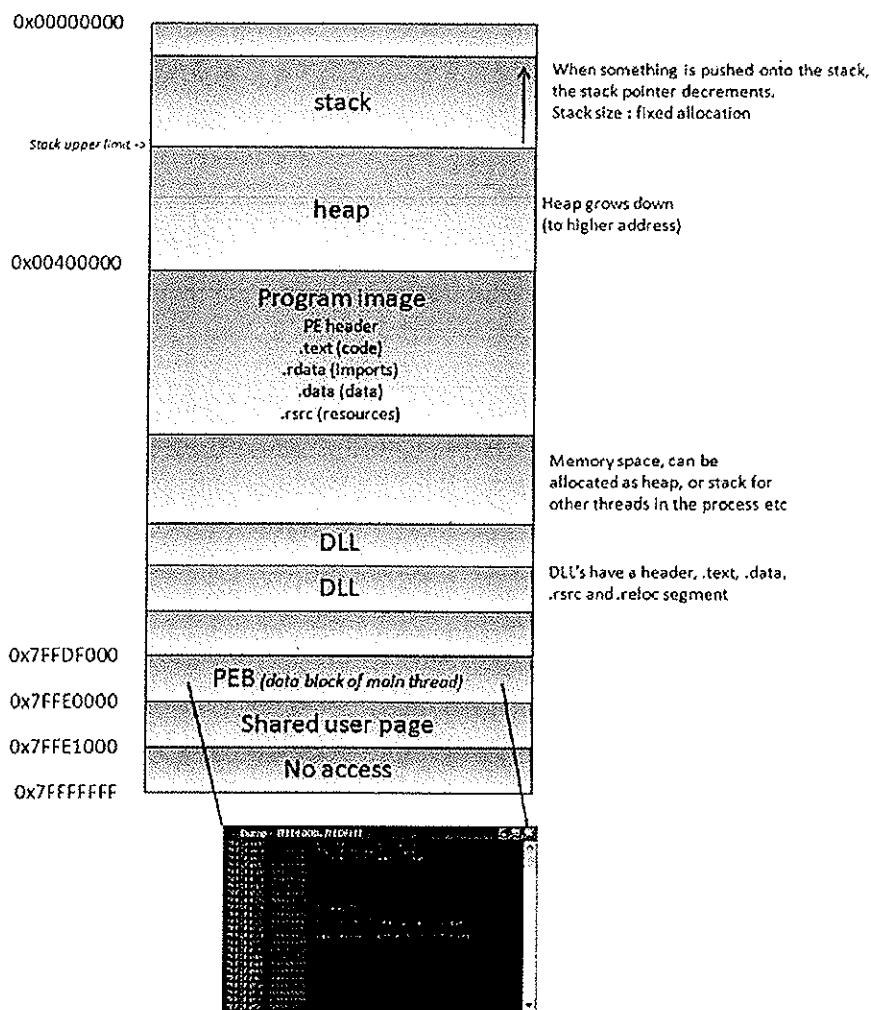 0x00000000
stack
When something is pushed onto the stack,
the stack pointer decrements.
Stack size : fixed allocation
Stack upper limit ->
heap
Heap grows down
(to higher address)
0x00400000
Program image
PE header
.text (code)
.rdata (imports)
.data (data)
.rsrc (resources)
Memory space, can be
allocated as heap, or stack for
other threads in the process etc
DLL
DLL
DLL's have a header, .text, .data,
.rsrc and .reloc segment
0x7FFDF000
PEB (data block of main thread)
0x7FFE0000
Shared user page
0x7FFE1000
No access
0x7FFFFFFF
Dump -